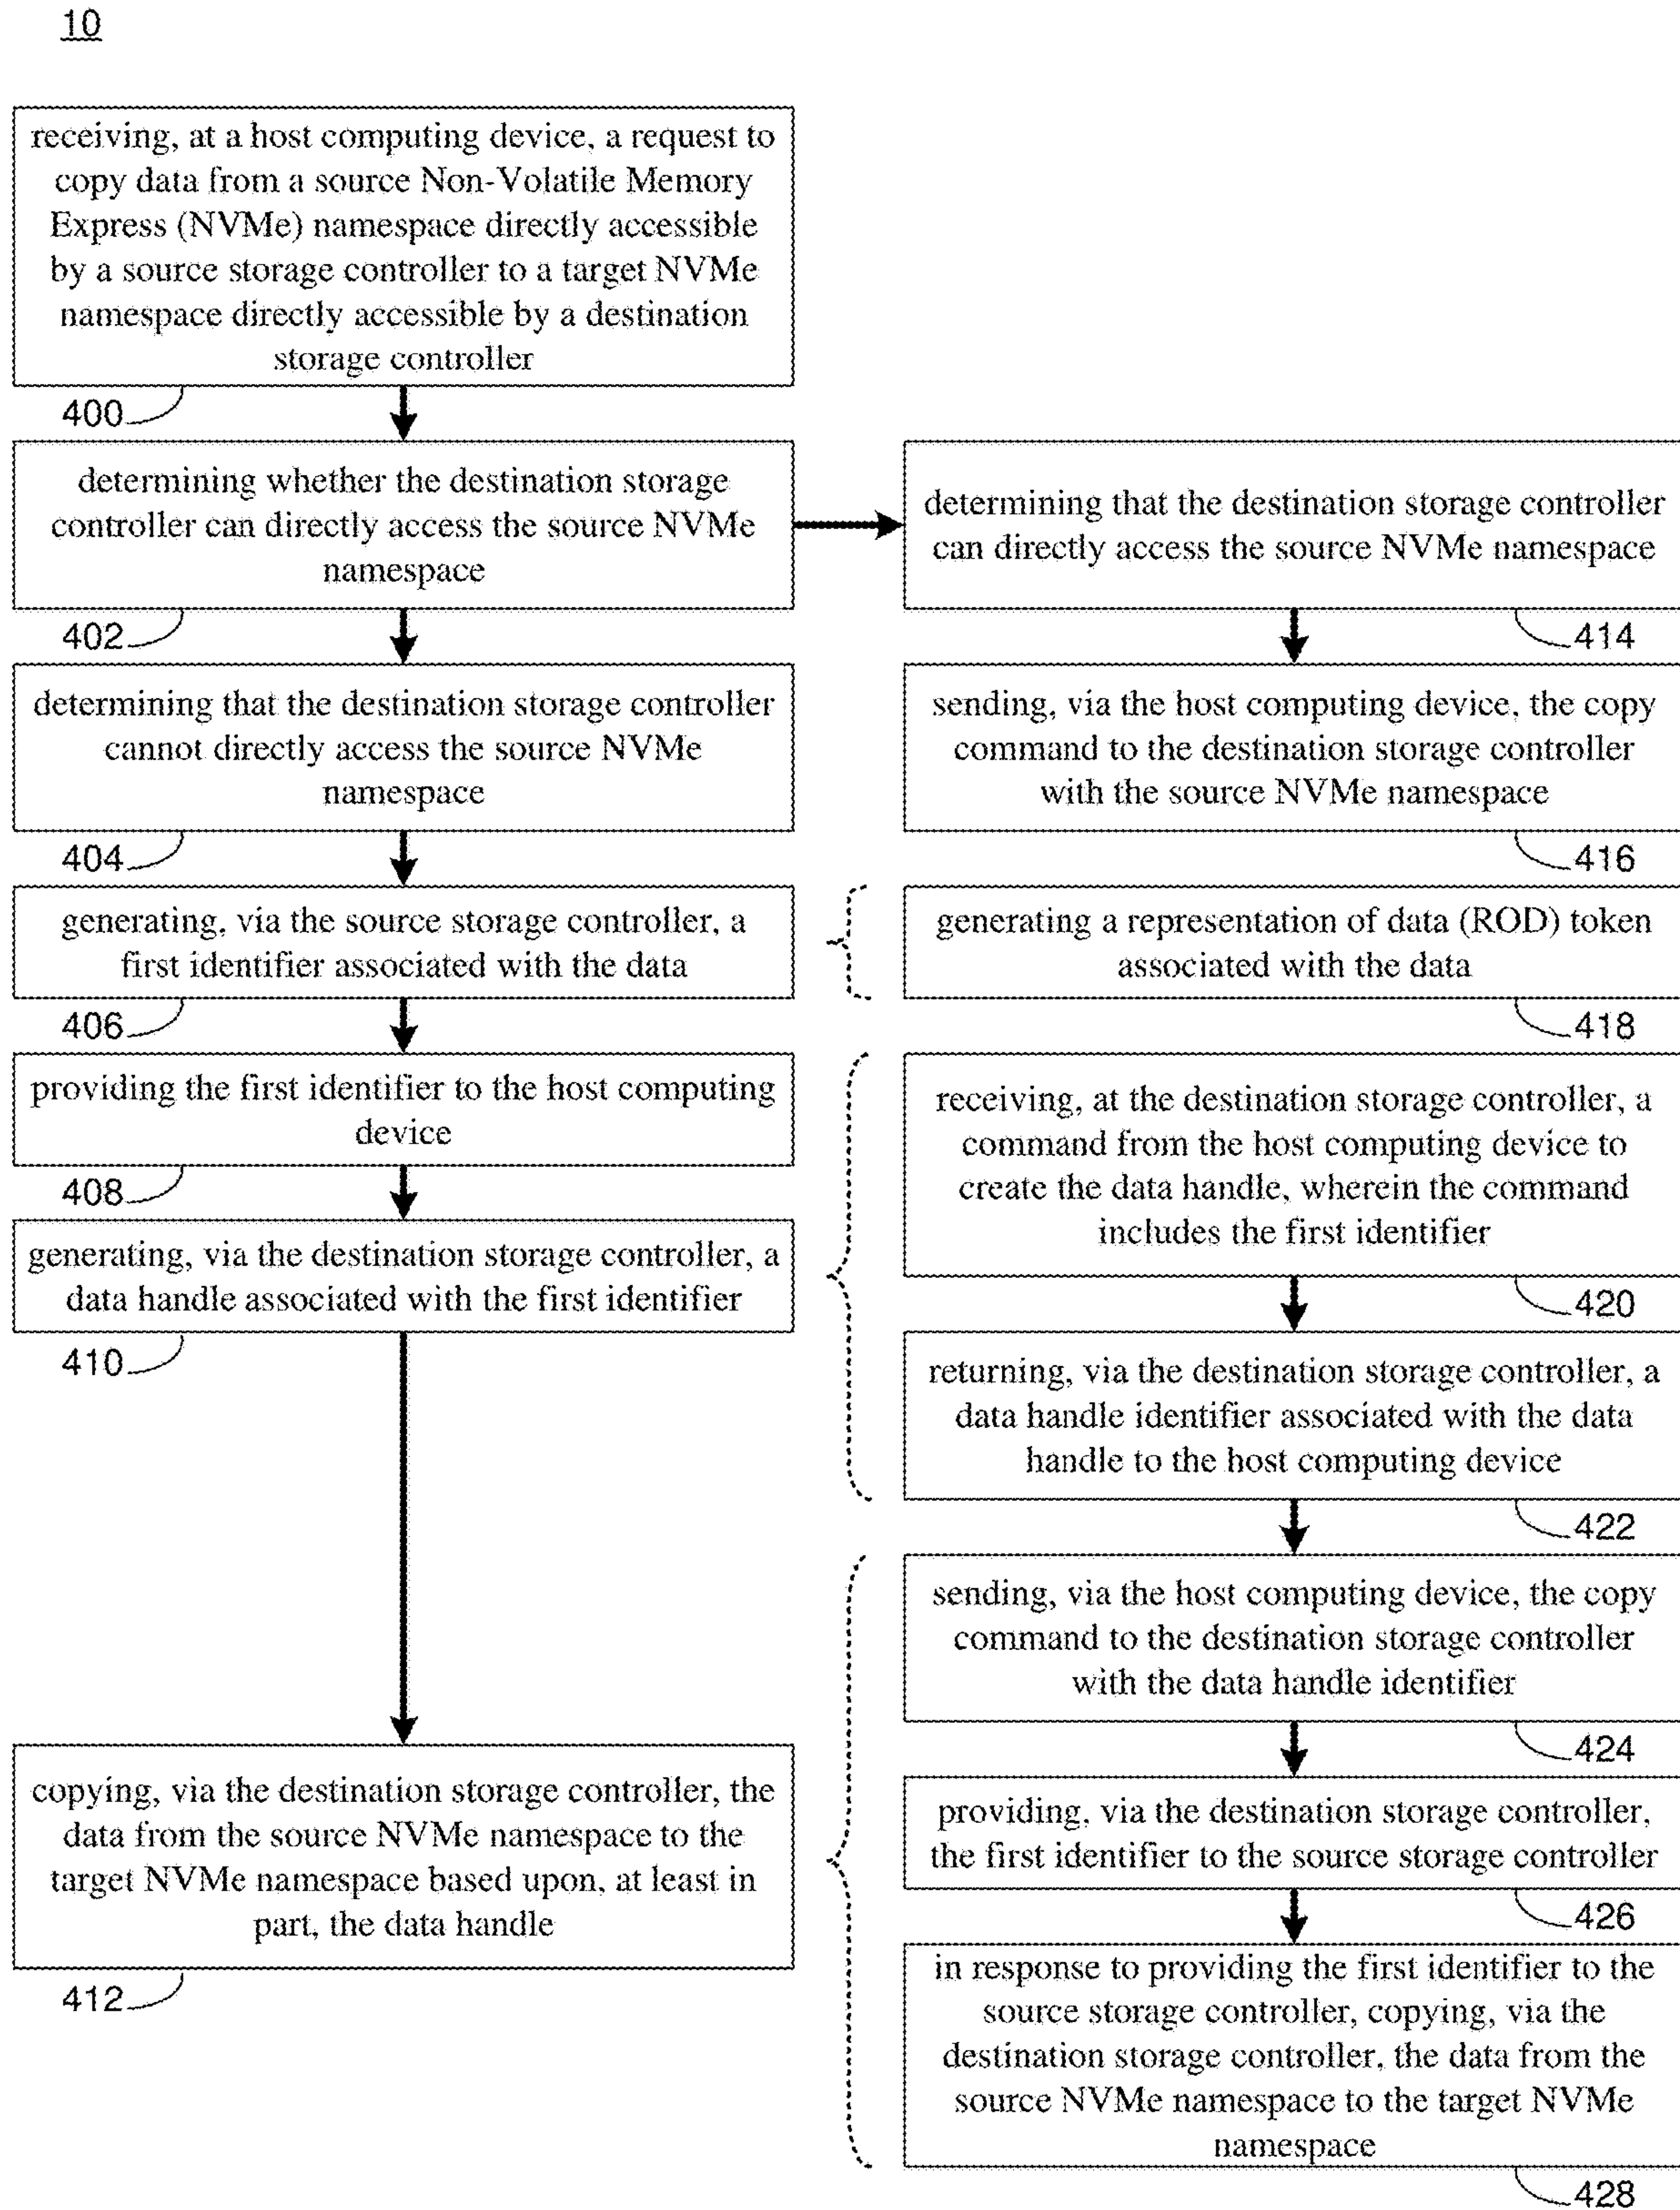 10
receiving, at a host computing device, a request to
copy data from a source Non-Volatile Memory
Express (NVMe) namespace directly accessible
by a source storage controller to a target NVMe
namespace directly accessible by a destination
storage controller
400
determining whether the destination storage
controller can directly access the source NVMe
namespace
402
determining that the destination storage controller
can directly access the source NVMe namespace
414
determining that the destination storage controller
cannot directly access the source NVMe
namespace
404
sending, via the host computing device, the copy
command to the destination storage controller
with the source NVMe namespace
416
generating, via the source storage controller, a
first identifier associated with the data
406
generating a representation of data (ROD) token
associated with the data
418
providing the first identifier to the host computing
device
408
generating, via the destination storage controller, a
data handle associated with the first identifier
410
receiving, at the destination storage controller, a
command from the host computing device to
create the data handle, wherein the command
includes the first identifier
420
returning, via the destination storage controller, a
data handle identifier associated with the data
handle to the host computing device
422
sending, via the host computing device, the copy
command to the destination storage controller
with the data handle identifier
424
copying, via the destination storage controller, the
data from the source NVMe namespace to the
target NVMe namespace based upon, at least in
part, the data handle
412
providing, via the destination storage controller,
the first identifier to the source storage controller
426
in response to providing the first identifier to the
source storage controller, copying, via the
destination storage controller, the data from the
source NVMe namespace to the target NVMe
namespace
428